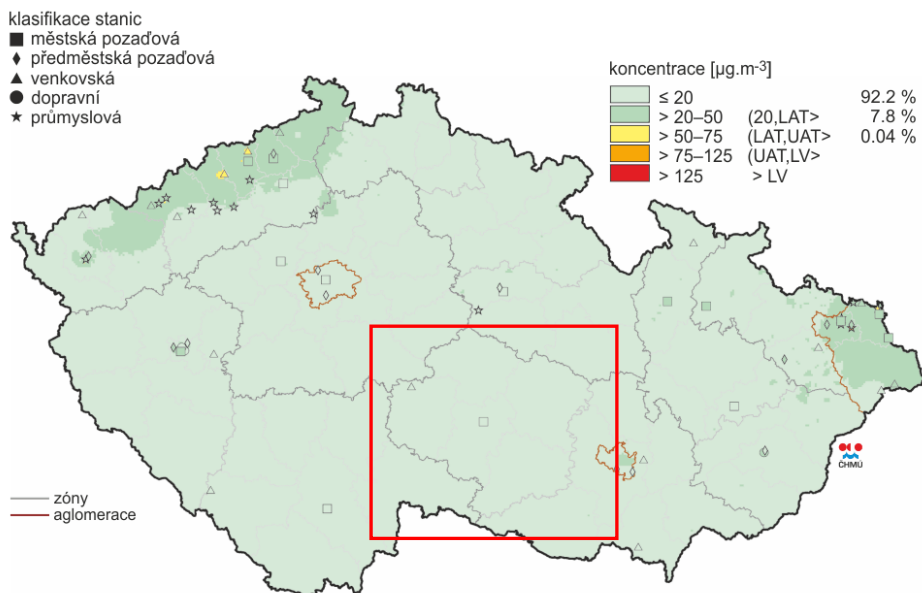 klasifikace stanic
městská pozaďová
předměstská pozaďová
venkovská
dopravní
průmyslová
koncentrace [µg.m-3]
≤ 20 92.2 %
> 20–50 (20,LAT> 7.8 %
> 50–75 (LAT,UAT> 0.04 %
> 75–125 (UAT,LV>
> 125 > LV
ČHMÚ
zóny
aglomerace